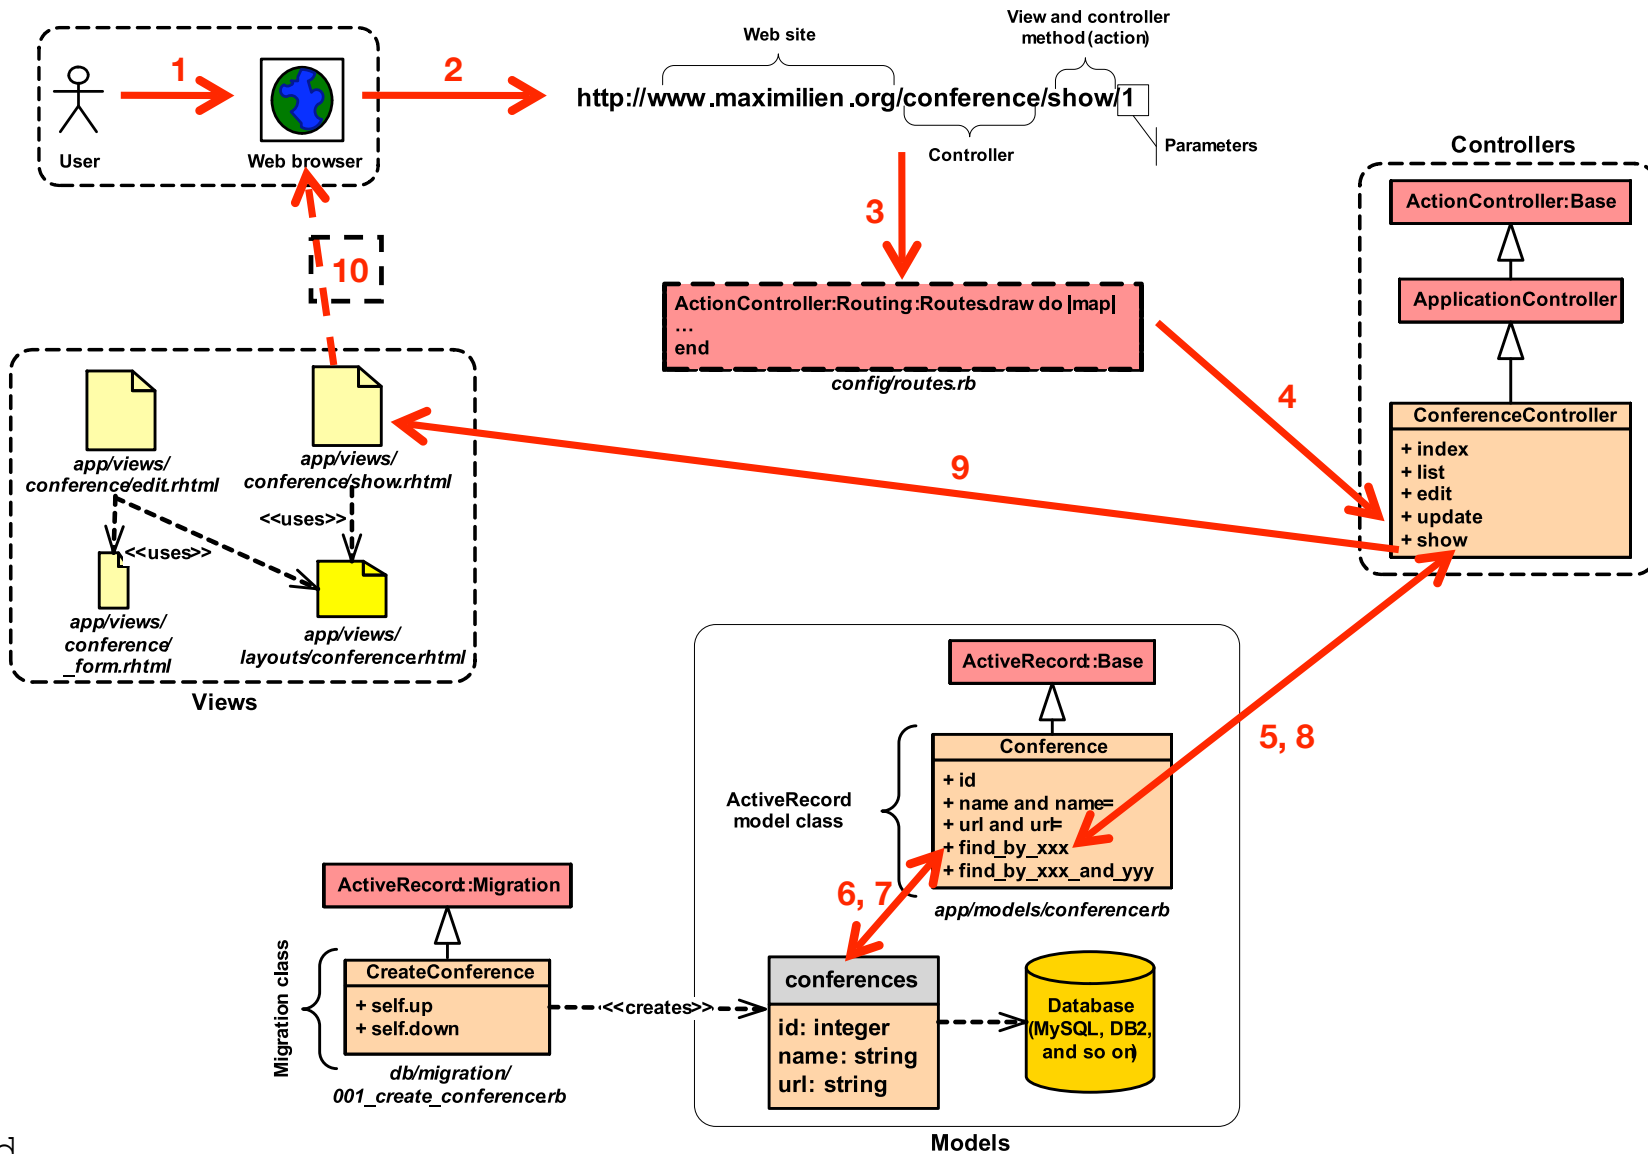 View and controller
method (action)
Web site
1
2
http://www.maximilien.org/conference/show/1
User
Web browser
Controller
Parameters
Controllers
3
ActionController:Base
10
ActionController:Routing:Routes.draw do |map|
...
end
config/routes.rb
ApplicationController
4
ConferenceController
+ index
+ list
+ edit
+ update
+ show
9
app/views/
conference/edit.rhtml
app/views/
conference/show.rhtml
<<uses>>
<<uses>>
app/views/
conference/
_form.rhtml
app/views/
layouts/conference.rhtml
Views
ActiveRecord::Base
5, 8
Conference
+ id
+ name and name=
+ url and url=
+ find_by_xxx
+ find_by_xxx_and_yyy
ActiveRecord
model class
app/models/conference.rb
6, 7
ActiveRecord::Migration
Migration class
CreateConference
+ self.up
+ self.down
<<creates>>
db/migration/
001_create_conference.rb
conferences
id: integer
name: string
url: string
Database
(MySQL, DB2,
and so on)
Models